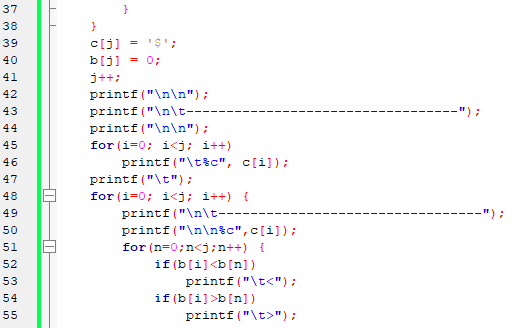 37 }
38 }
39 c[j] = '$';
40 b[j] = 0;
41 j++;
42 printf("\n\n");
43 printf("\n\t----------------------------------");
44 printf("\n\n");
45 for(i=0; i<j; i++)
46 printf("\t%c", c[i]);
47 printf("\t");
48 for(i=0; i<j; i++) {
49 printf("\n\t---------------------------------");
50 printf("\n\n%c",c[i]);
51 for(n=0;n<j;n++) {
52 if(b[i]<b[n])
53 printf("\t<");
54 if(b[i]>b[n])
55 printf("\t>");